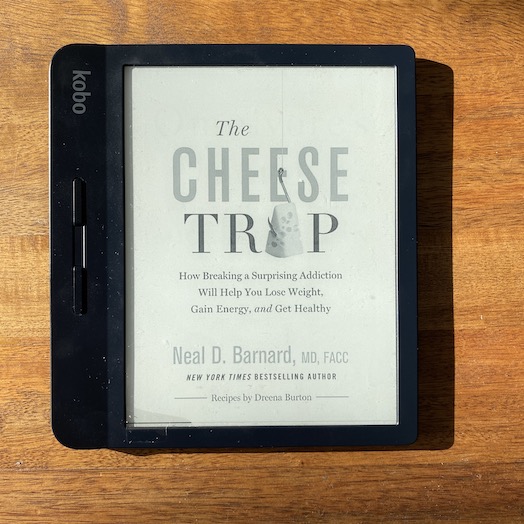 kobo
The
CHEESE
TRAP
How Breaking a Surprising Addiction
Will Help You Lose Weight,
Gain Energy, and Get Healthy
Neal D. Barnard, MD, FACC
NEW YORK TIMES BESTSELLING AUTHOR
Recipes by Dreena Burton